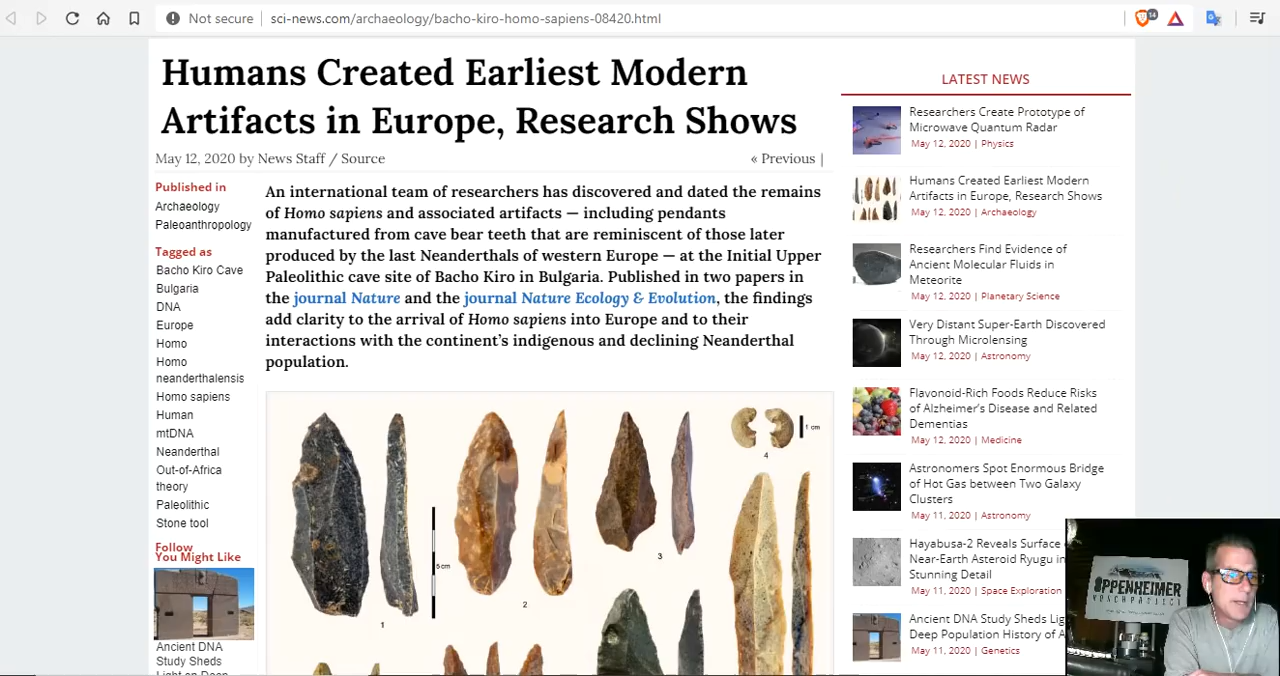 Not secure
sci-news.com/archaeology/bacho-kiro-homo-sapiens-08420.html
14
Humans Created Earliest Modern
Artifacts in Europe, Research Shows
May 12, 2020 by News Staff / Source
« Previous |
Published in
Archaeology
Paleoanthropology
Tagged as
Bacho Kiro Cave
Bulgaria
DNA
Europe
Homo
Homo
neanderthalensis
Homo sapiens
Human
mtDNA
Neanderthal
Out-of-Africa
theory
Paleolithic
Stone tool
Follow
You Might Like
Ancient DNA
Study Sheds
Light on Deep
An international team of researchers has discovered and dated the remains
of Homo sapiens and associated artifacts — including pendants
manufactured from cave bear teeth that are reminiscent of those later
produced by the last Neanderthals of western Europe — at the Initial Upper
Paleolithic cave site of Bacho Kiro in Bulgaria. Published in two papers in
the journal Nature and the journal Nature Ecology & Evolution, the findings
add clarity to the arrival of Homo sapiens into Europe and to their
interactions with the continent's indigenous and declining Neanderthal
population.
1
5 cm
2
3
4
1 cm
LATEST NEWS
Researchers Create Prototype of
Microwave Quantum Radar
May 12, 2020 | Physics
Humans Created Earliest Modern
Artifacts in Europe, Research Shows
May 12, 2020 | Archaeology
Researchers Find Evidence of
Ancient Molecular Fluids in
Meteorite
May 12, 2020 | Planetary Science
Very Distant Super-Earth Discovered
Through Microlensing
May 12, 2020 | Astronomy
Flavonoid-Rich Foods Reduce Risks
of Alzheimer's Disease and Related
Dementias
May 12, 2020 | Medicine
Astronomers Spot Enormous Bridge
of Hot Gas between Two Galaxy
Clusters
May 11, 2020 | Astronomy
Hayabusa-2 Reveals Surface
Near-Earth Asteroid Ryugu in
Stunning Detail
May 11, 2020 | Space Exploration
Ancient DNA Study Sheds Lig
Deep Population History of A
May 11, 2020 | Genetics
OPPENHEIMER
RANCH PROJECT